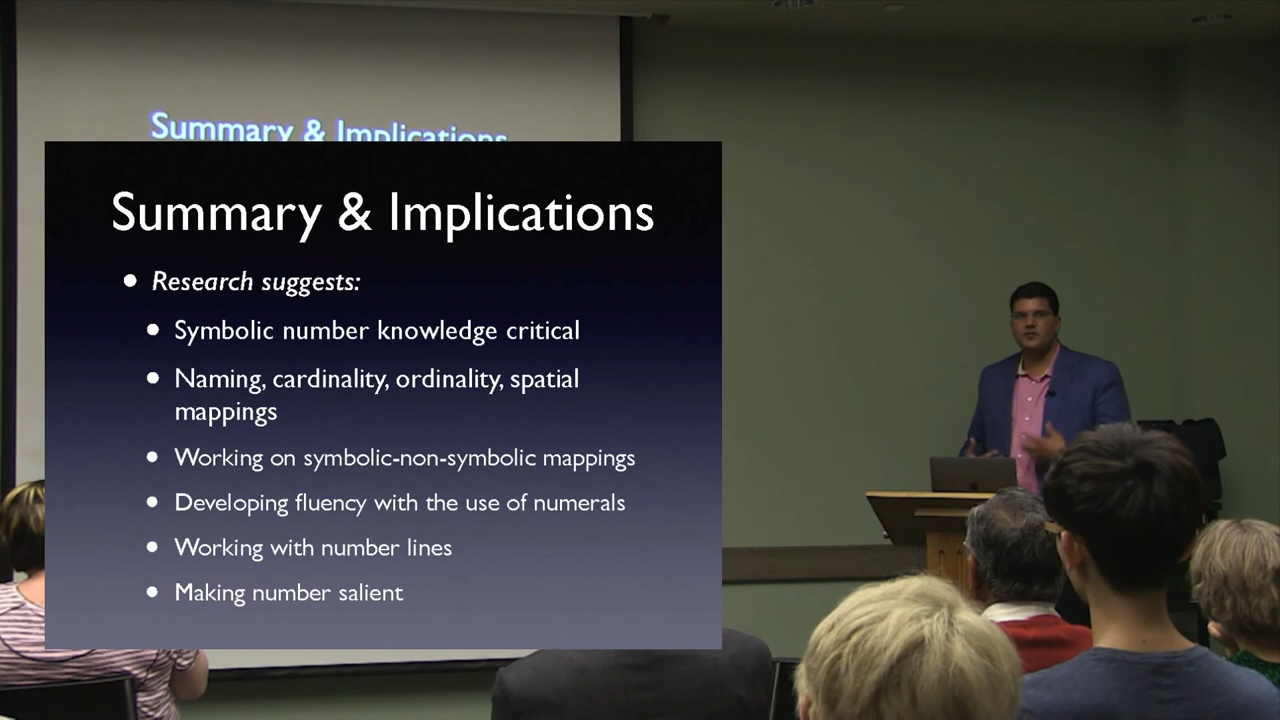 Summary & Implications
Summary & Implications
• Research suggests:
• Symbolic number knowledge critical
• Naming, cardinality, ordinality, spatial
mappings
• Working on symbolic-non-symbolic mappings
• Developing fluency with the use of numerals
• Working with number lines
• Making number salient